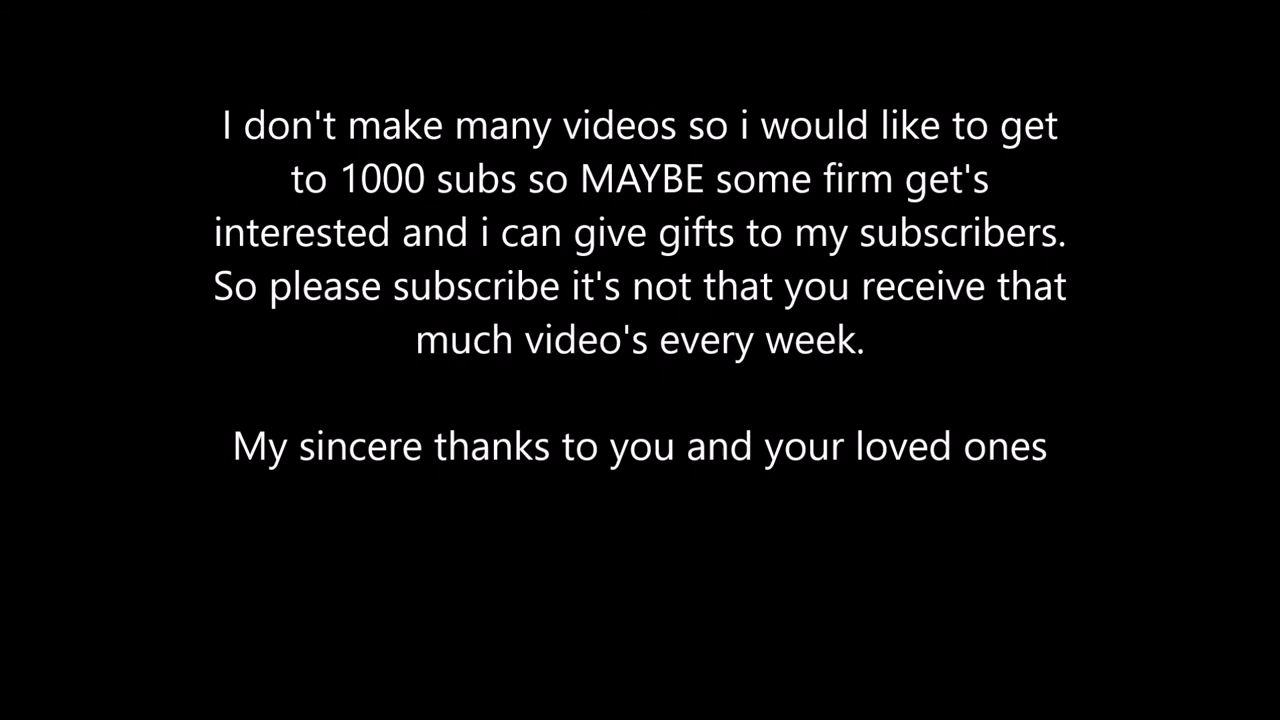 I don't make many videos so i would like to get
to 1000 subs so MAYBE some firm get's
interested and i can give gifts to my subscribers.
So please subscribe it's not that you receive that
much video's every week.
My sincere thanks to you and your loved ones